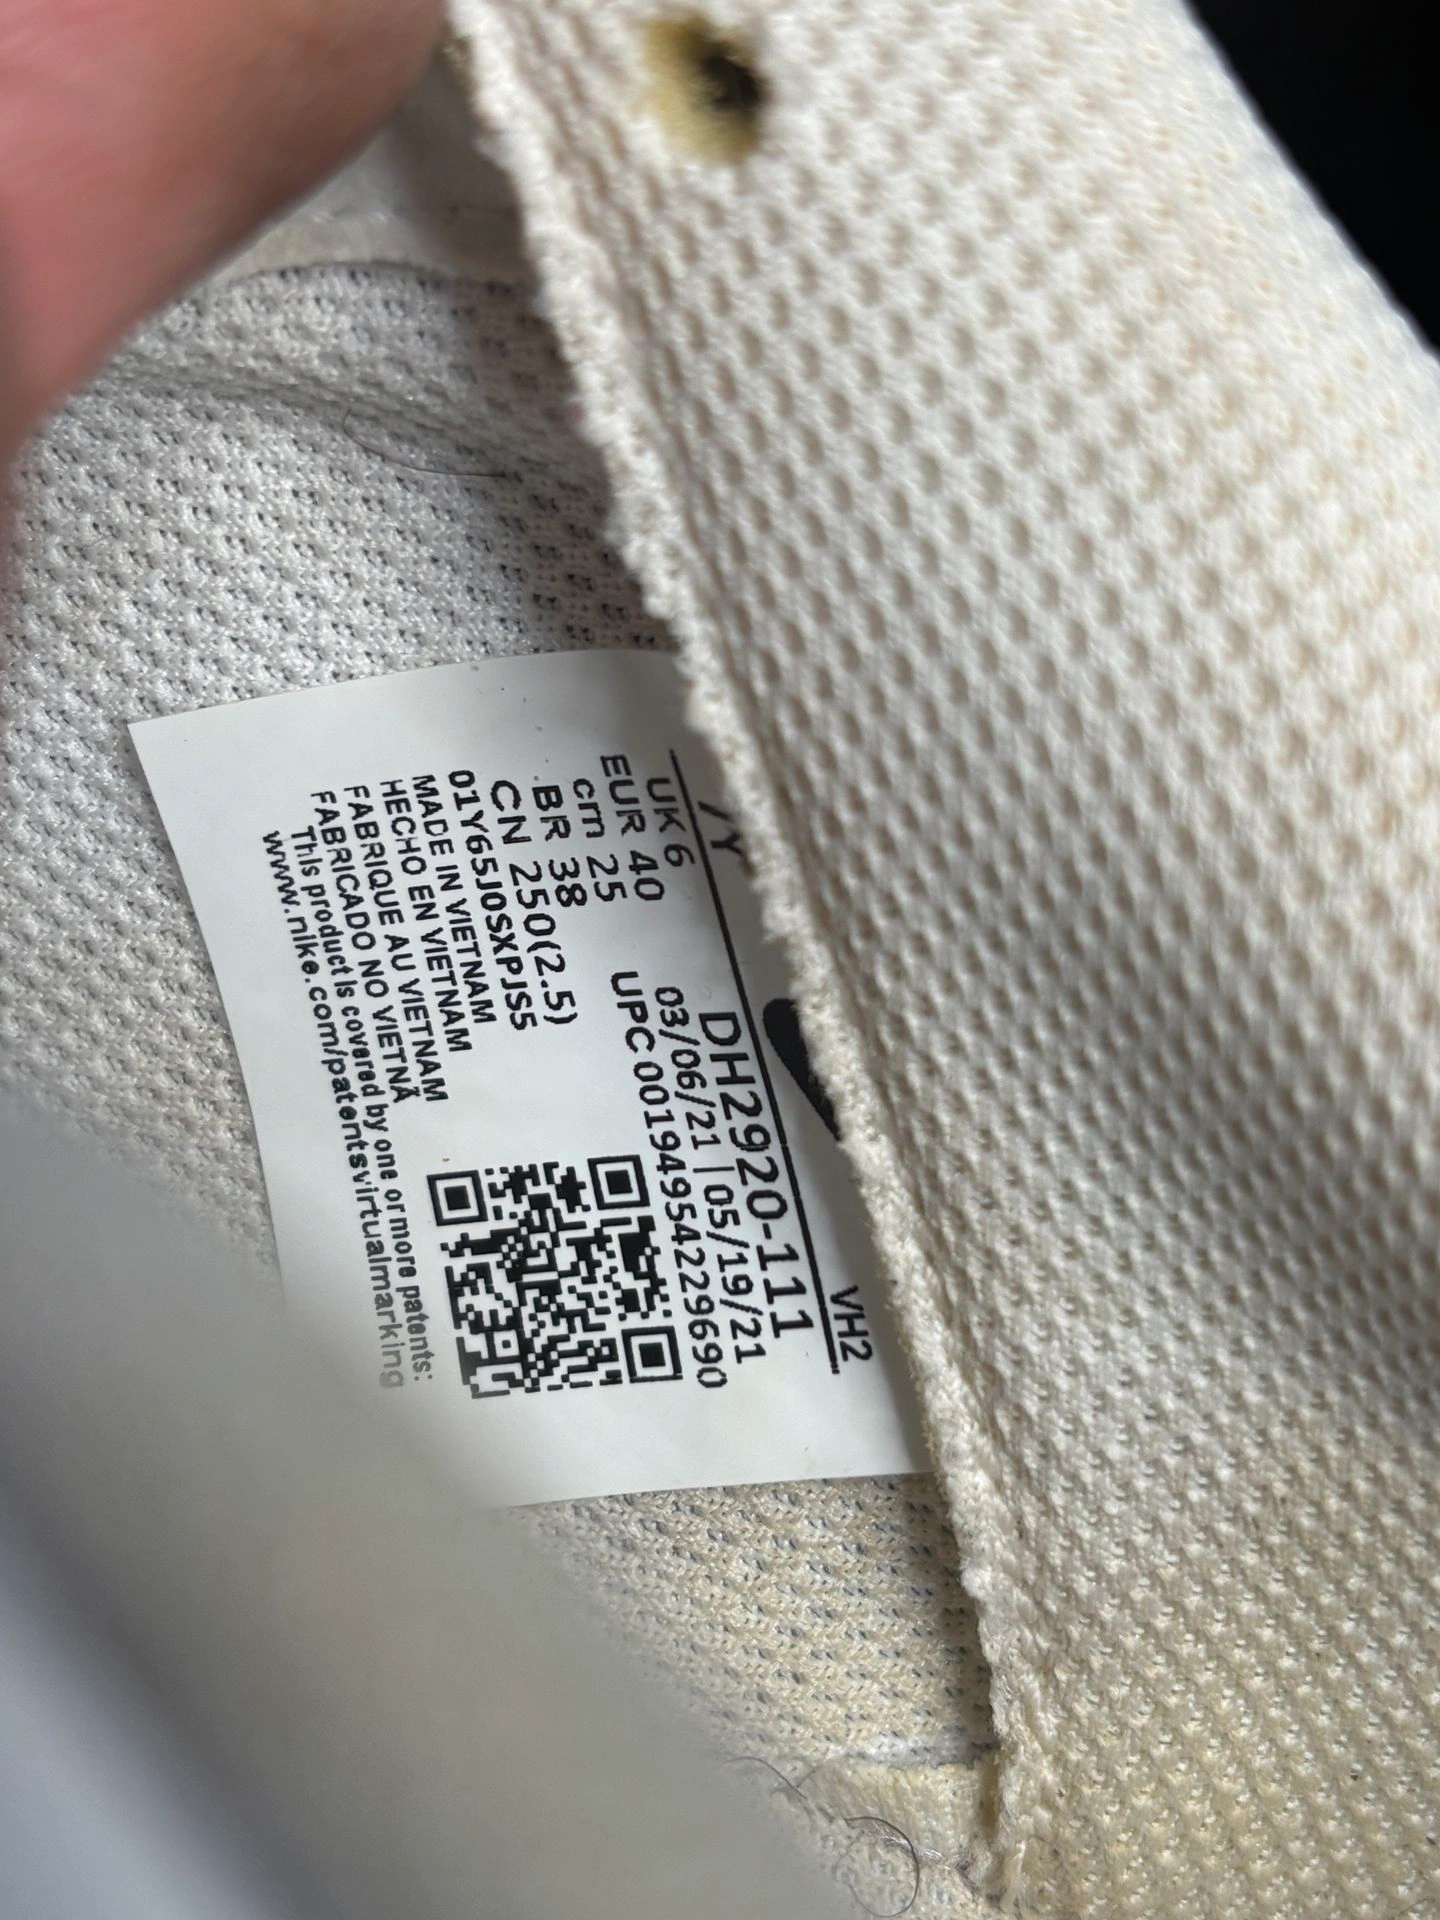 7Y
VH2
UK 6
DH2920-111
EUR 40
03/06/21 | 05/19/21
cm 25
UPC 00194954229690
BR 38
CN 250(2.5)
01Y65J0SXPJS5
MADE IN VIETNAM
HECHO EN VIETNAM
FABRIQUE AU VIETNAM
FABRICADO NO VIETNÃ
This product is covered by one or more patents:
www.nike.com/patentsvirtualmarking